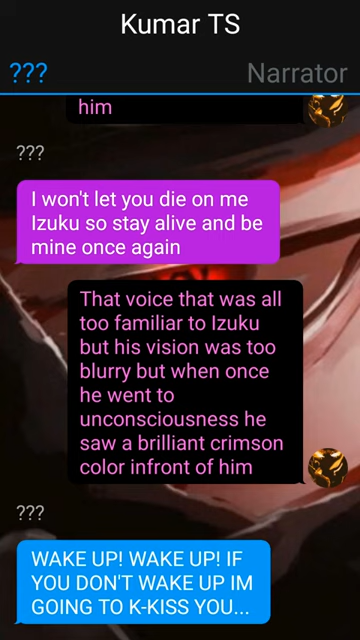 Kumar TS
???
Narrator
him
???
I won't let you die on me
Izuku so stay alive and be
mine once again
That voice that was all
too familiar to Izuku
but his vision was too
blurry but when once
he went to
unconsciousness he
saw a brilliant crimson
color infront of him
???
WAKE UP! WAKE UP! IF
YOU DON'T WAKE UP IM
GOING TO K-KISS YOU...